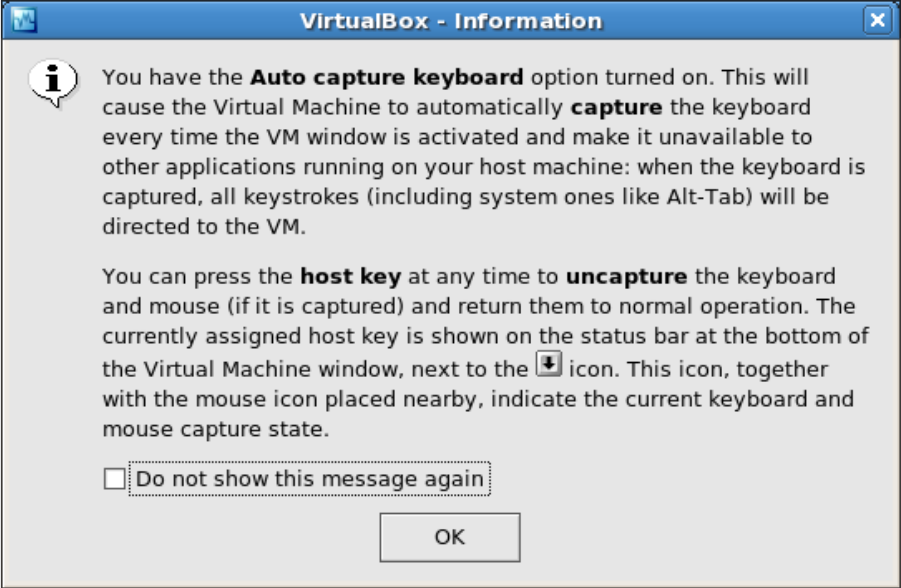 VirtualBox - Information
You have the Auto capture keyboard option turned on. This will
cause the Virtual Machine to automatically capture the keyboard
every time the VM window is activated and make it unavailable to
other applications running on your host machine: when the keyboard is
captured, all keystrokes (including system ones like Alt-Tab) will be
directed to the VM.
You can press the host key at any time to uncapture the keyboard
and mouse (if it is captured) and return them to normal operation. The
currently assigned host key is shown on the status bar at the bottom of
the Virtual Machine window, next to the icon. This icon, together
with the mouse icon placed nearby, indicate the current keyboard and
mouse capture state.
Do not show this message again
OK